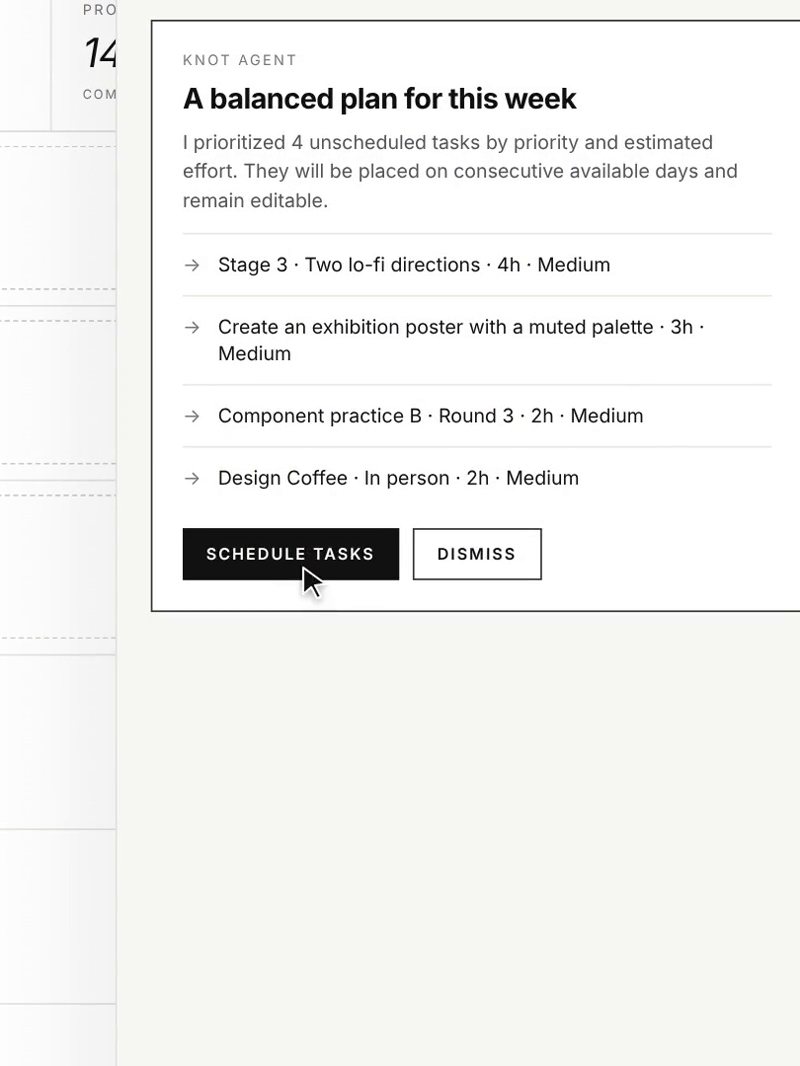 PRO
14
COM
KNOT AGENT
A balanced plan for this week
I prioritized 4 unscheduled tasks by priority and estimated
effort. They will be placed on consecutive available days and
remain editable.
→ Stage 3 · Two lo-fi directions · 4h · Medium
→ Create an exhibition poster with a muted palette · 3h ·
Medium
→ Component practice B · Round 3 · 2h · Medium
→ Design Coffee · In person · 2h · Medium
SCHEDULE TASKS
DISMISS